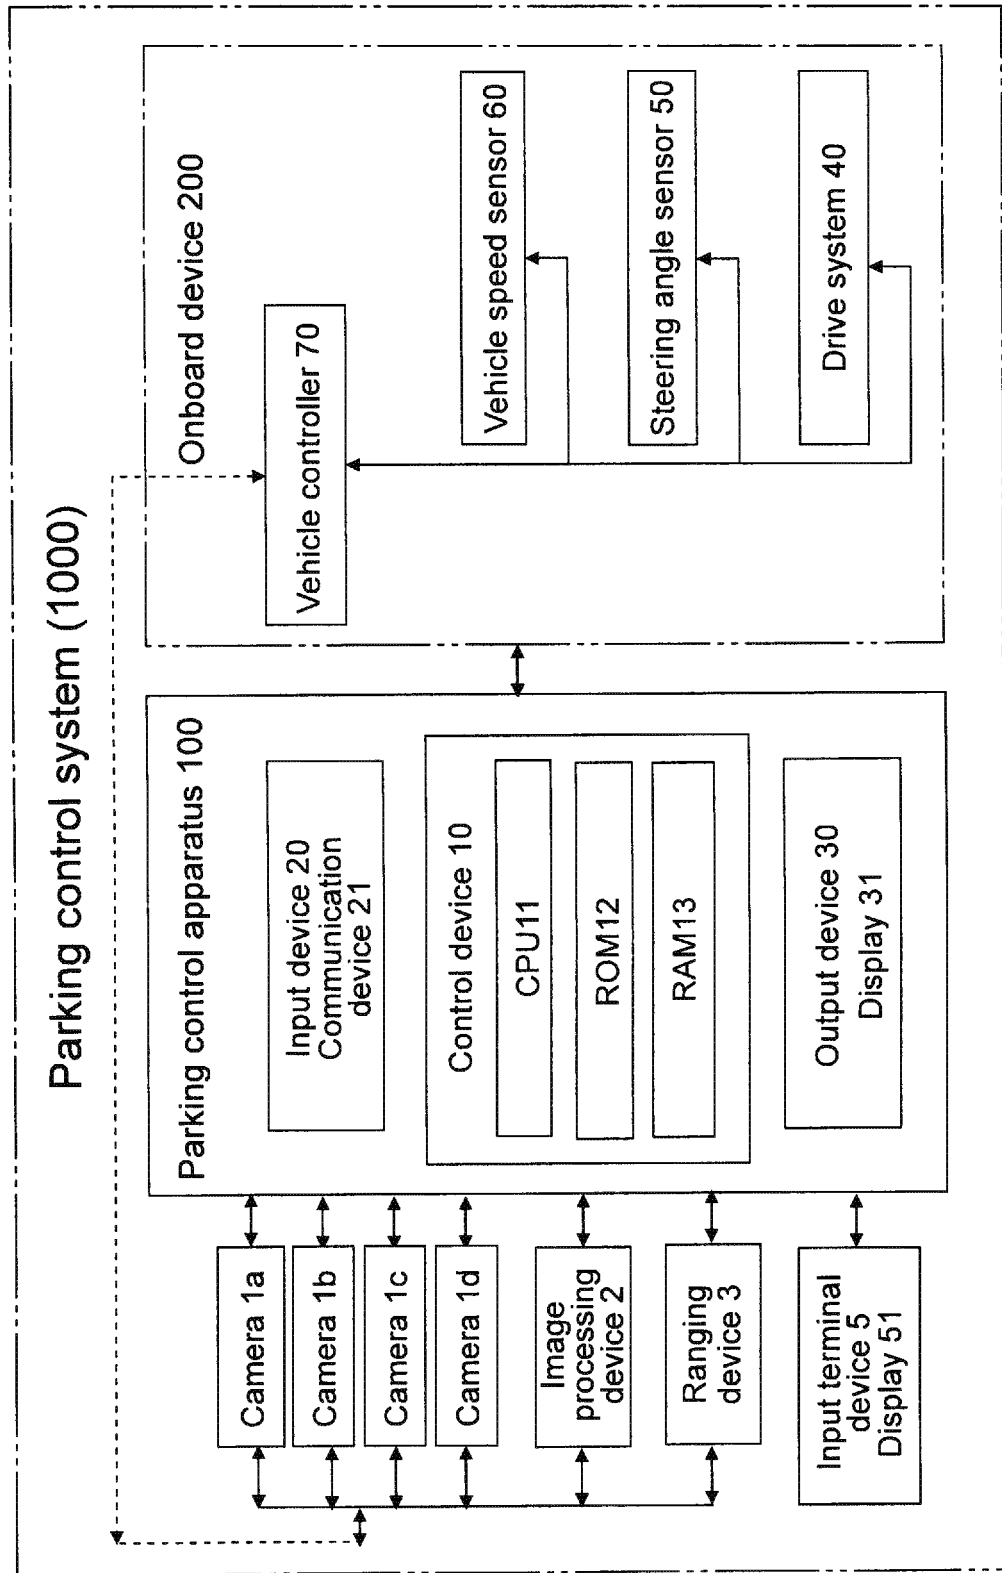 Parking control system (1000)
Camera 1a
Camera 1b
Camera 1c
Camera 1d
Image
processing
device 2
Ranging
device 3
Input terminal
device 5
Display 51
Parking control apparatus 100
Input device 20
Communication
device 21
Control device 10
CPU11
ROM12
RAM13
Output device 30
Display 31
Onboard device 200
Vehicle controller 70
Vehicle speed sensor 60
Steering angle sensor 50
Drive system 40